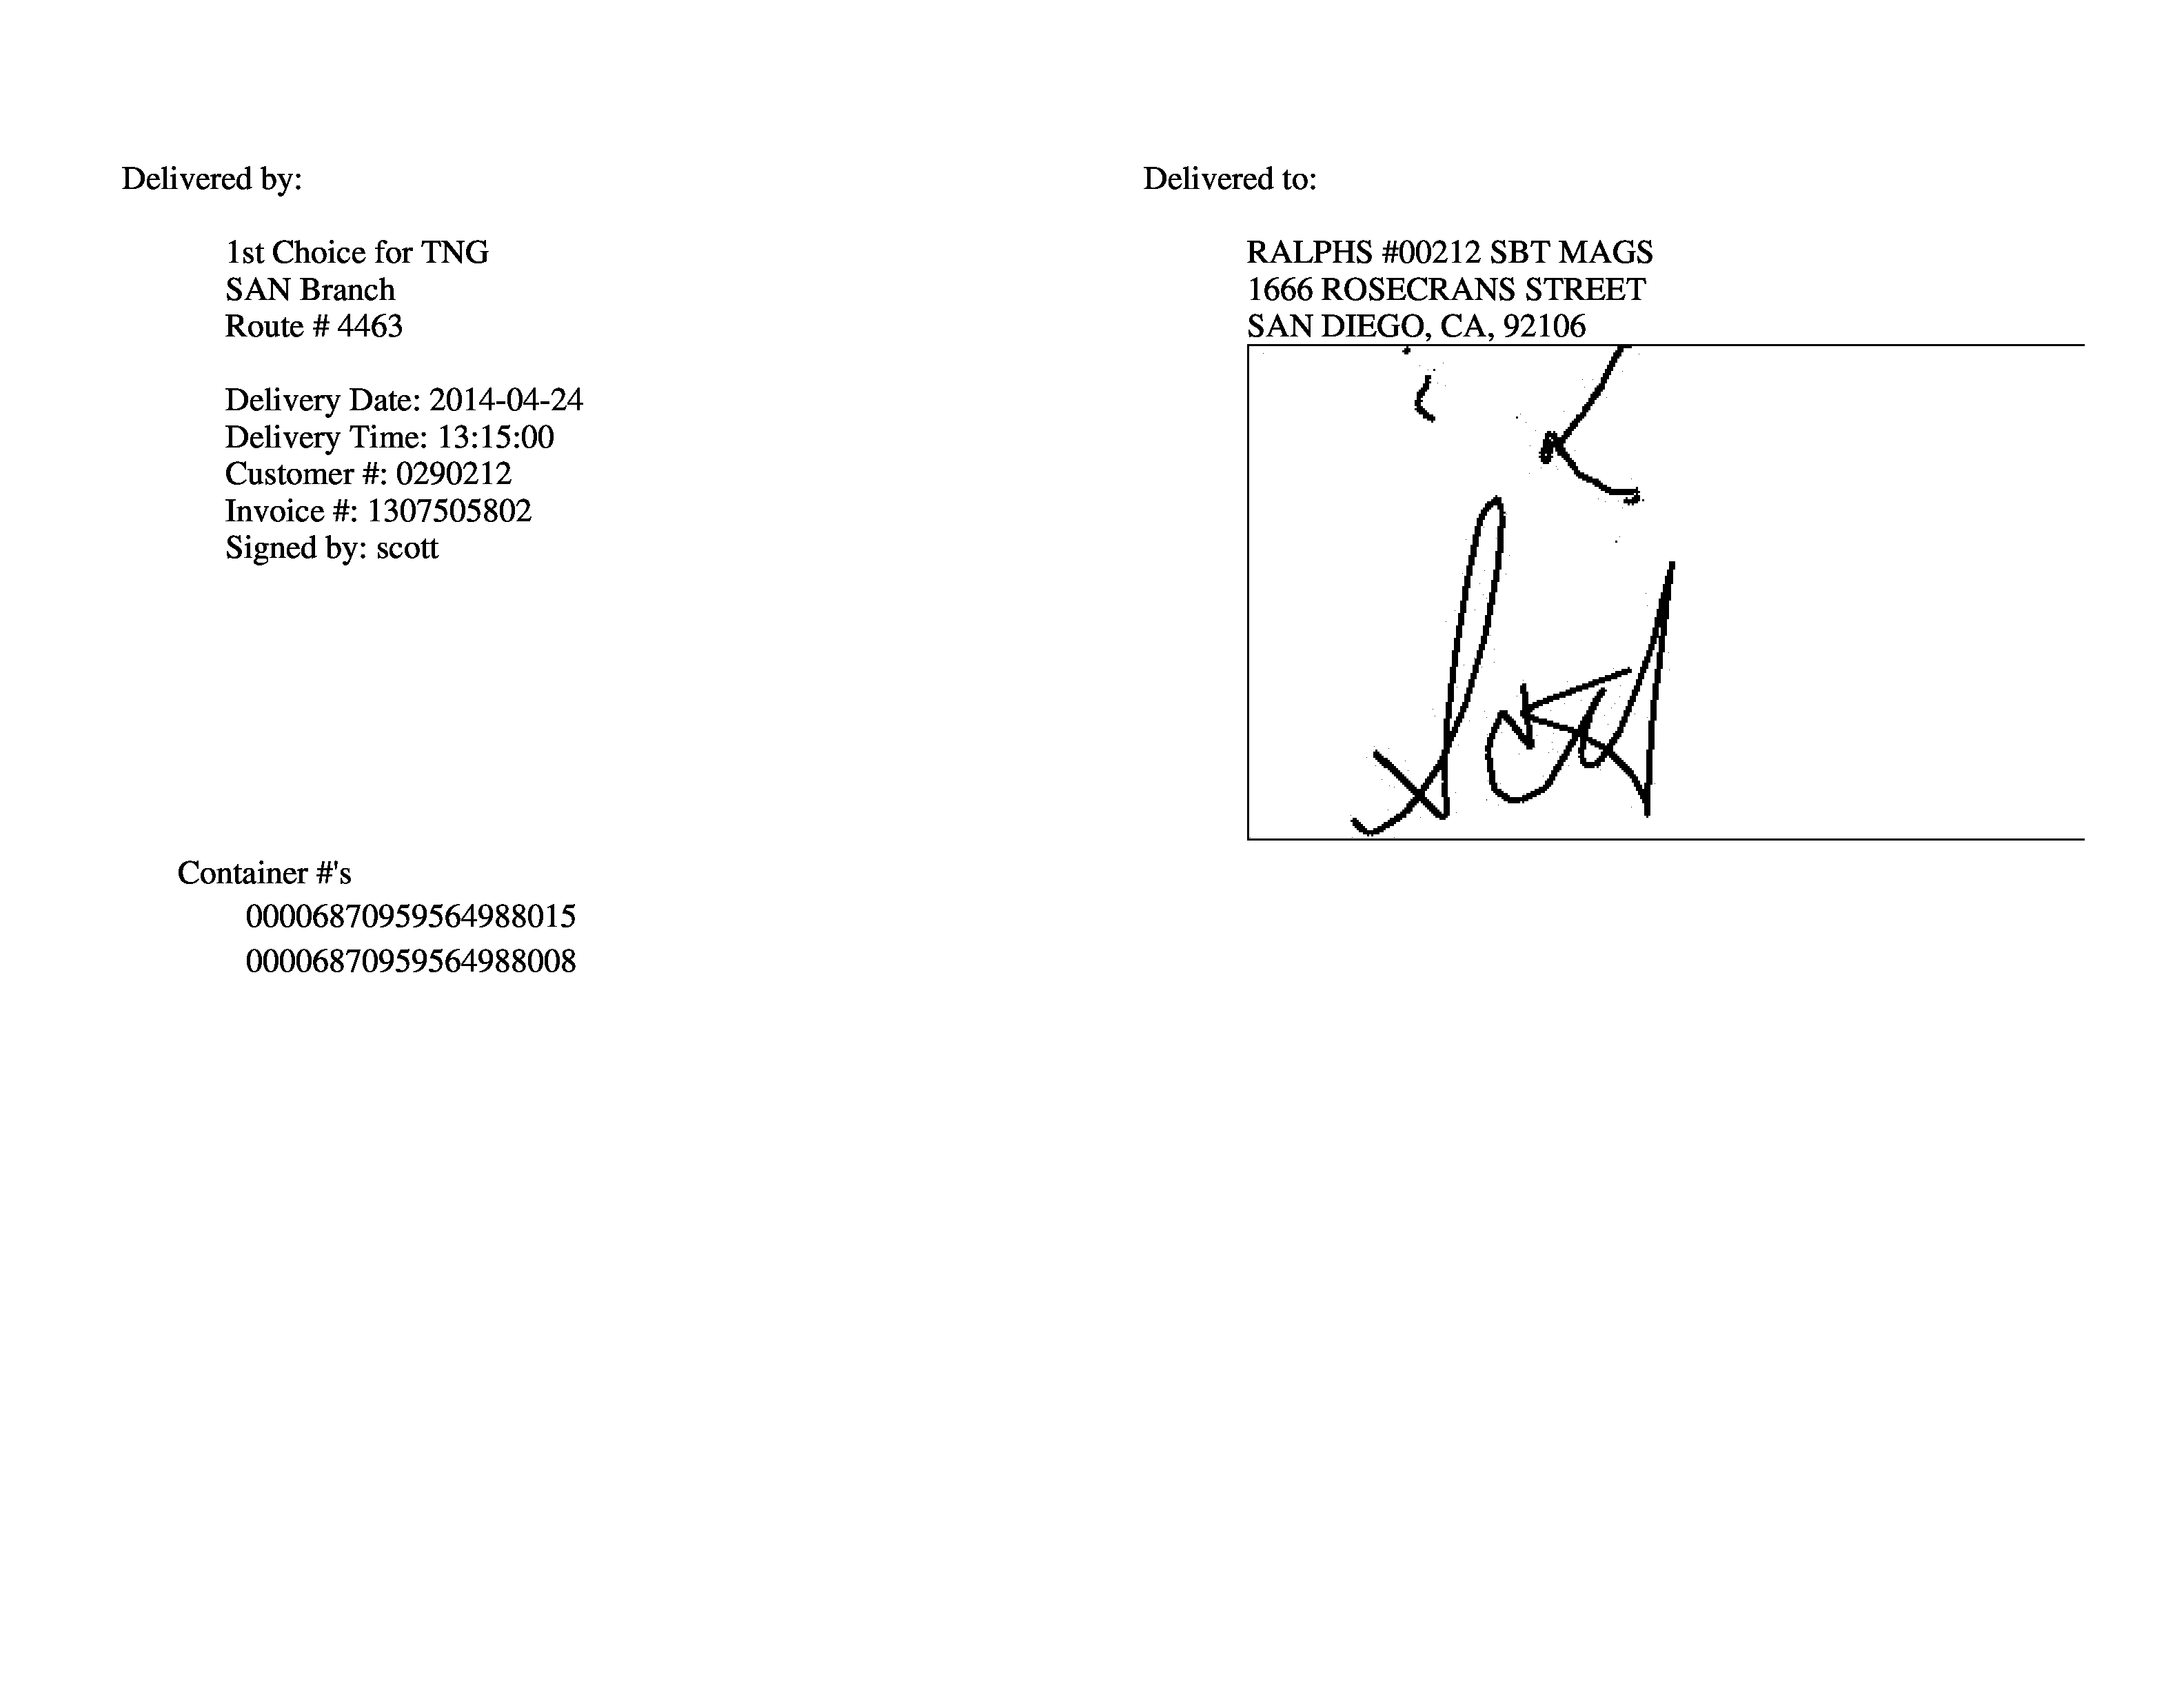 Delivered by:
1st Choice for TNG
SAN Branch
Route # 4463
Delivery Date: 2014-04-24
Delivery Time: 13:15:00
Customer #: 0290212
Invoice #: 1307505802
Signed by: scott
Delivered to:
RALPHS #00212 SBT MAGS
1666 ROSECRANS STREET
SAN DIEGO, CA, 92106
Container #'s
00006870959564988015
00006870959564988008